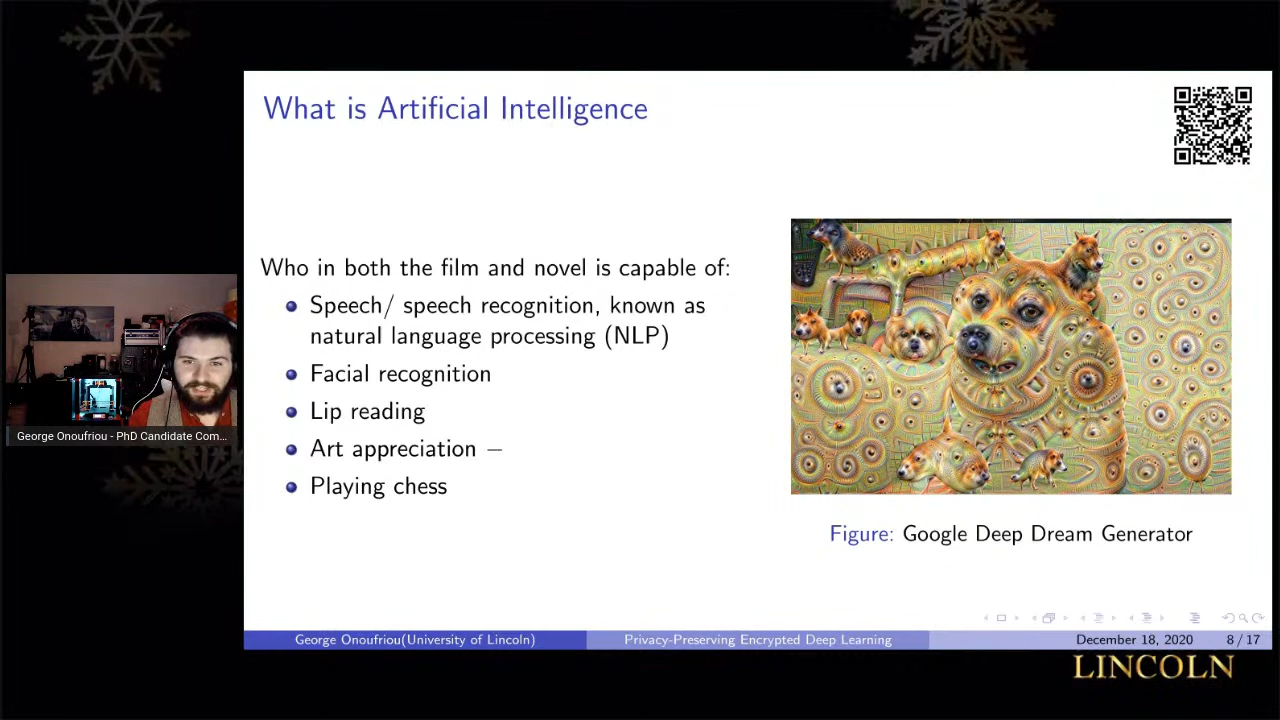 What is Artificial Intelligence
Who in both the film and novel is capable of:
Speech/ speech recognition, known as
natural language processing (NLP)
Facial recognition
Lip reading
Art appreciation –
Playing chess
Figure: Google Deep Dream Generator
George Onoufriou - PhD Candidate Com...
George Onoufriou(University of Lincoln)
Privacy-Preserving Encrypted Deep Learning
December 18, 2020
8 / 17
LINCOLN